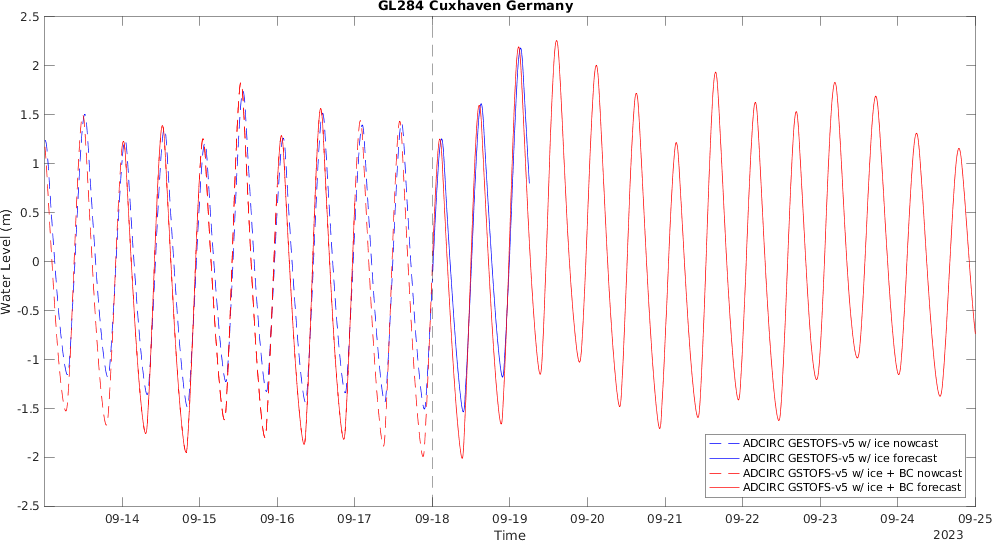 GL284 Cuxhaven Germany
2.5
2
1.5
1
0.5
0
-0.5
-1
-1.5
-2
-2.5
Water Level (m)
ADCIRC GESTOFS-v5 w/ ice nowcast
ADCIRC GESTOFS-v5 w/ ice forecast
ADCIRC GSTOFS-v5 w/ ice + BC nowcast
ADCIRC GSTOFS-v5 w/ ice + BC forecast
09-14 09-15 09-16 09-17 09-18 09-19 09-20 09-21 09-22 09-23 09-24 09-25
Time
2023